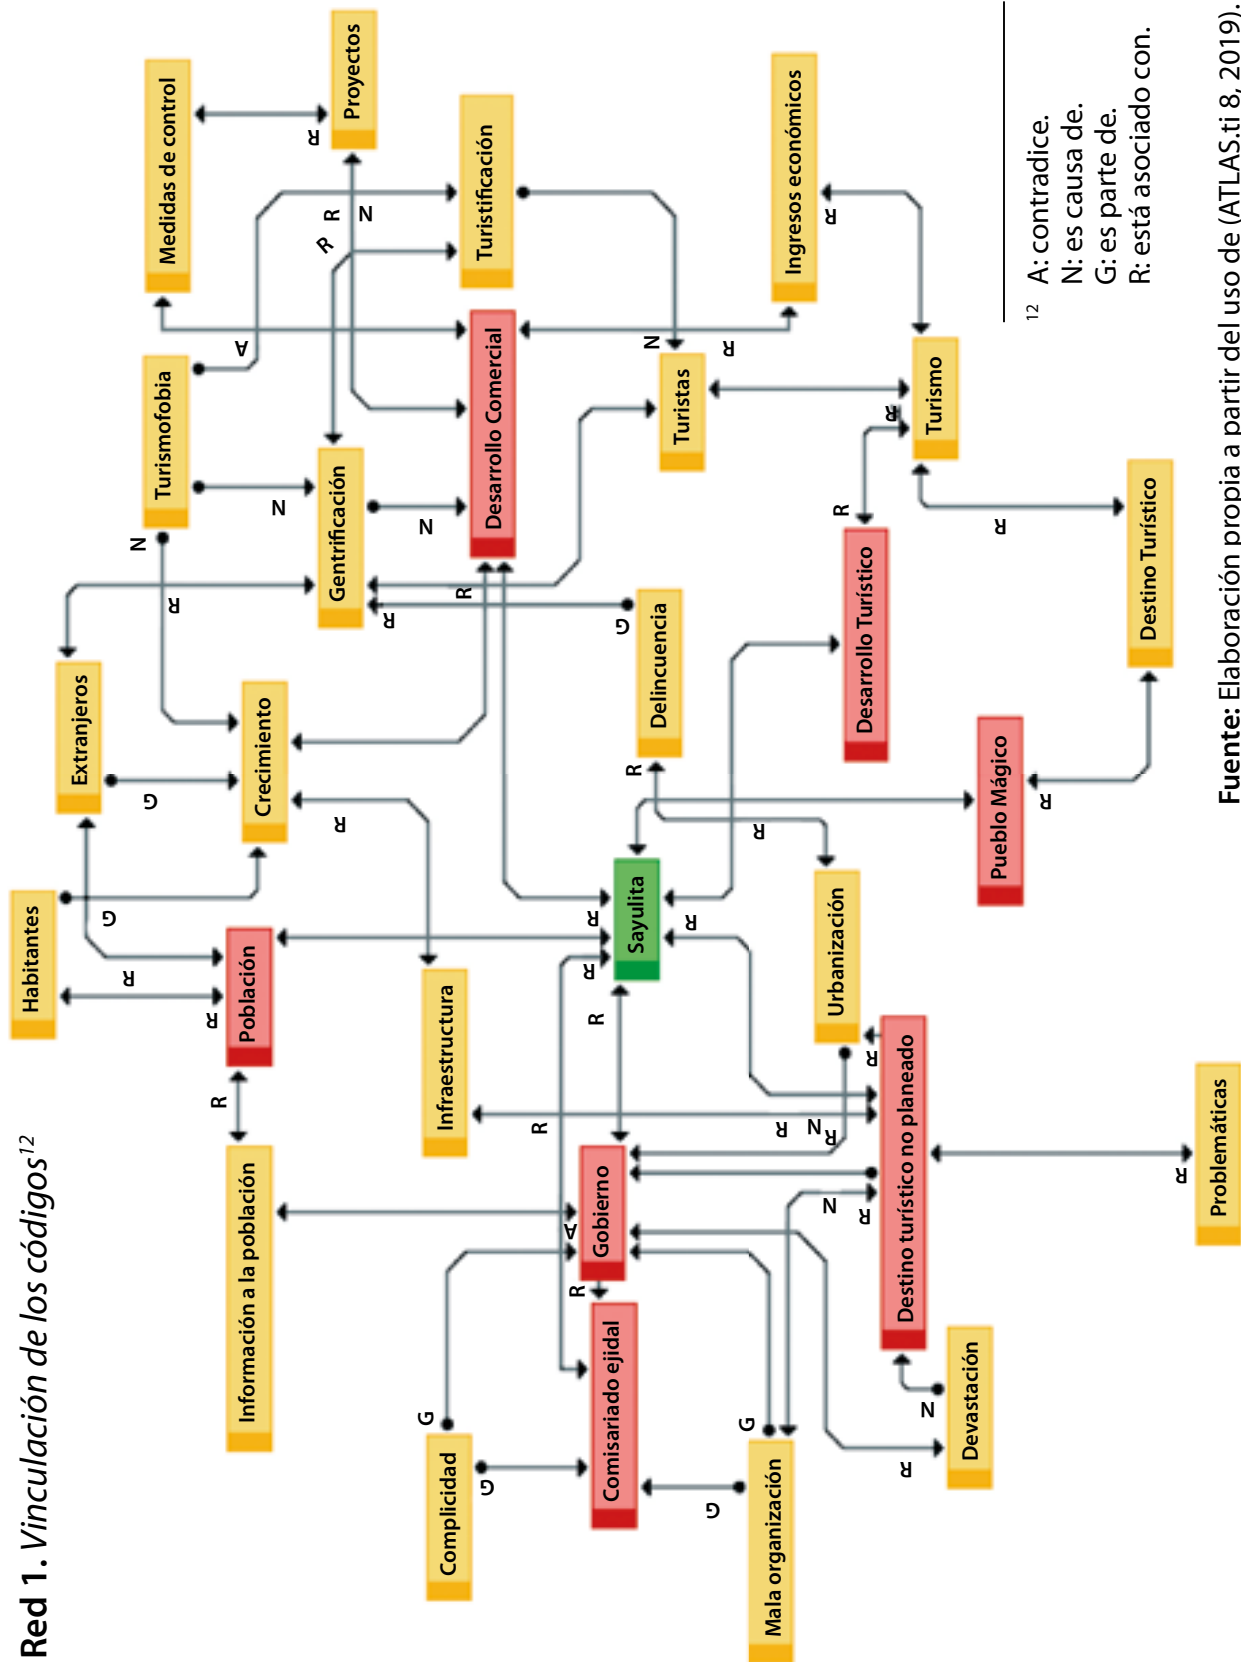 Red 1. Vinculación de los códigos12
Habitantes
Extranjeros
G
R
N
G
R
Turismofobia
Medidas de control
R
R
R
A
Información a la población
Población
Crecimiento
N
R
R
R
N
R
Gentrificación
Proyectos
R
G
N
Complicidad
Infraestructura
R
Desarrollo Comercial
Turistificación
G
R
R
A
R
R
R
Gobierno
G
Comisariado ejidal
Sayulita
R
Delincuencia
N
Turistas
R
G
G
R
R
R
Mala organización
Ingresos económicos
N
R
N
R
R
R
Urbanización
R
R
R
Desarrollo Turístico
R
Destino turístico no planeado
R
N
Turismo
Devastación
Pueblo Mágico
R
R
Destino Turístico
R
Problemáticas
12 A: contradice.
N: es causa de.
G: es parte de.
R: está asociado con.
Fuente: Elaboración propia a partir del uso de (ATLAS.ti 8, 2019).